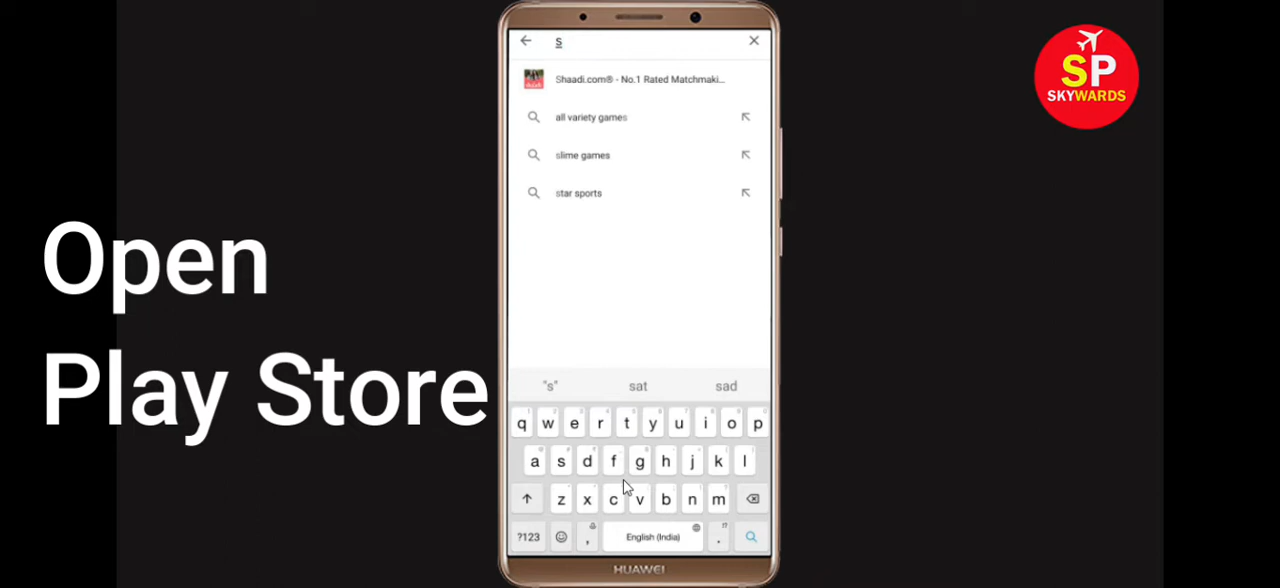 Open
Play Store
s
Shaadi.com® - No.1 Rated Matchmaki...
all variety games
slime games
star sports
"s" sat sad
q w e r t y u i o p
a s d f g h j k l
z x c v b n m
?123 , English (India) .
HUAWEI
SP
SKYWARDS